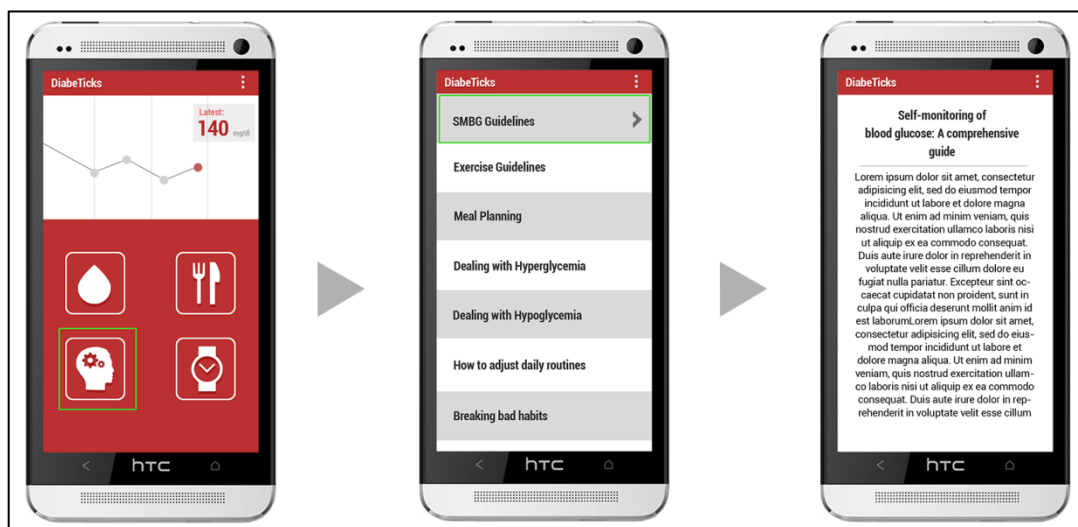 DiabeTicks
Latest:
140 mg/dl
htc
DiabeTicks
SMBG Guidelines
Exercise Guidelines
Meal Planning
Dealing with Hyperglycemia
Dealing with Hypoglycemia
How to adjust daily routines
Breaking bad habits
htc
DiabeTicks
Self-monitoring of
blood glucose: A comprehensive
guide
Lorem ipsum dolor sit amet, consectetur
adipisicing elit, sed do eiusmod tempor
incididunt ut labore et dolore magna
aliqua. Ut enim ad minim veniam, quis
nostrud exercitation ullamco laboris nisi
ut aliquip ex ea commodo consequat.
Duis aute irure dolor in reprehenderit in
voluptate velit esse cillum dolore eu
fugiat nulla pariatur. Excepteur sint oc-
caecat cupidatat non proident, sunt in
culpa qui officia deserunt mollit anim id
est laborumLorem ipsum dolor sit amet,
consectetur adipisicing elit, sed do eius-
mod tempor incididunt ut labore et
dolore magna aliqua. Ut enim ad minim
veniam, quis nostrud exercitation ullam-
co laboris nisi ut aliquip ex ea commodo
consequat. Duis aute irure dolor in rep-
rehenderit in voluptate velit esse cillum
htc